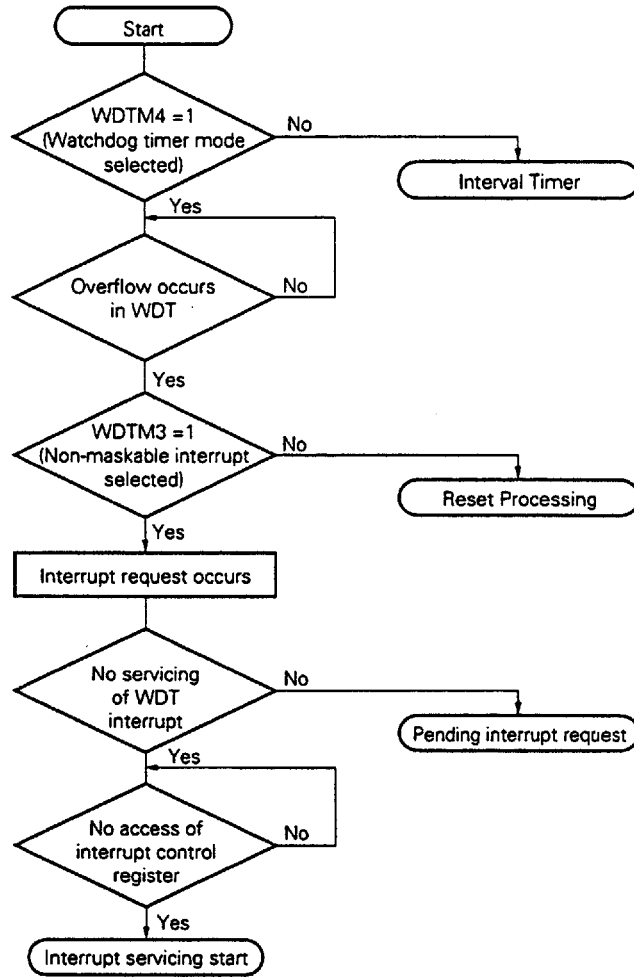 Start
WDTM4 =1
(Watchdog timer mode
selected)
No
Interval Timer
Yes
Overflow occurs
in WDT
No
Yes
WDTM3 =1
(Non-maskable interrupt
selected)
No
Reset Processing
Yes
Interrupt request occurs
No servicing
of WDT
interrupt
No
Pending interrupt request
Yes
No access of
interrupt control
register
No
Yes
Interrupt servicing start